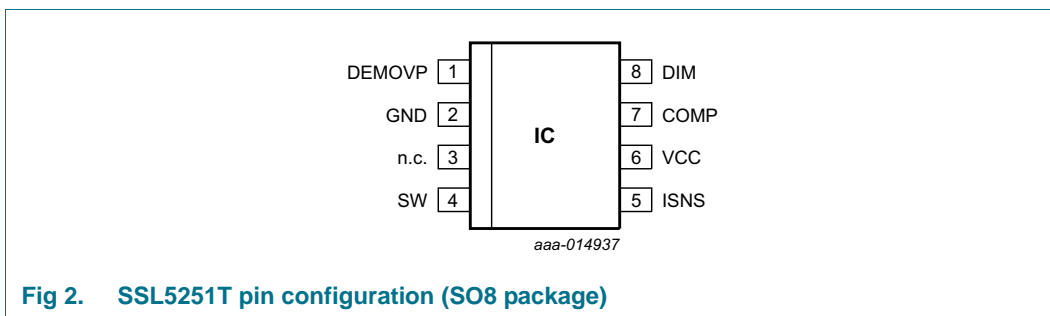 DEMOVP 1 8 DIM
GND 2 7 COMP
IC
n.c. 3 6 VCC
SW 4 5 ISNS
aaa-014937
Fig 2. SSL5251T pin configuration (SO8 package)